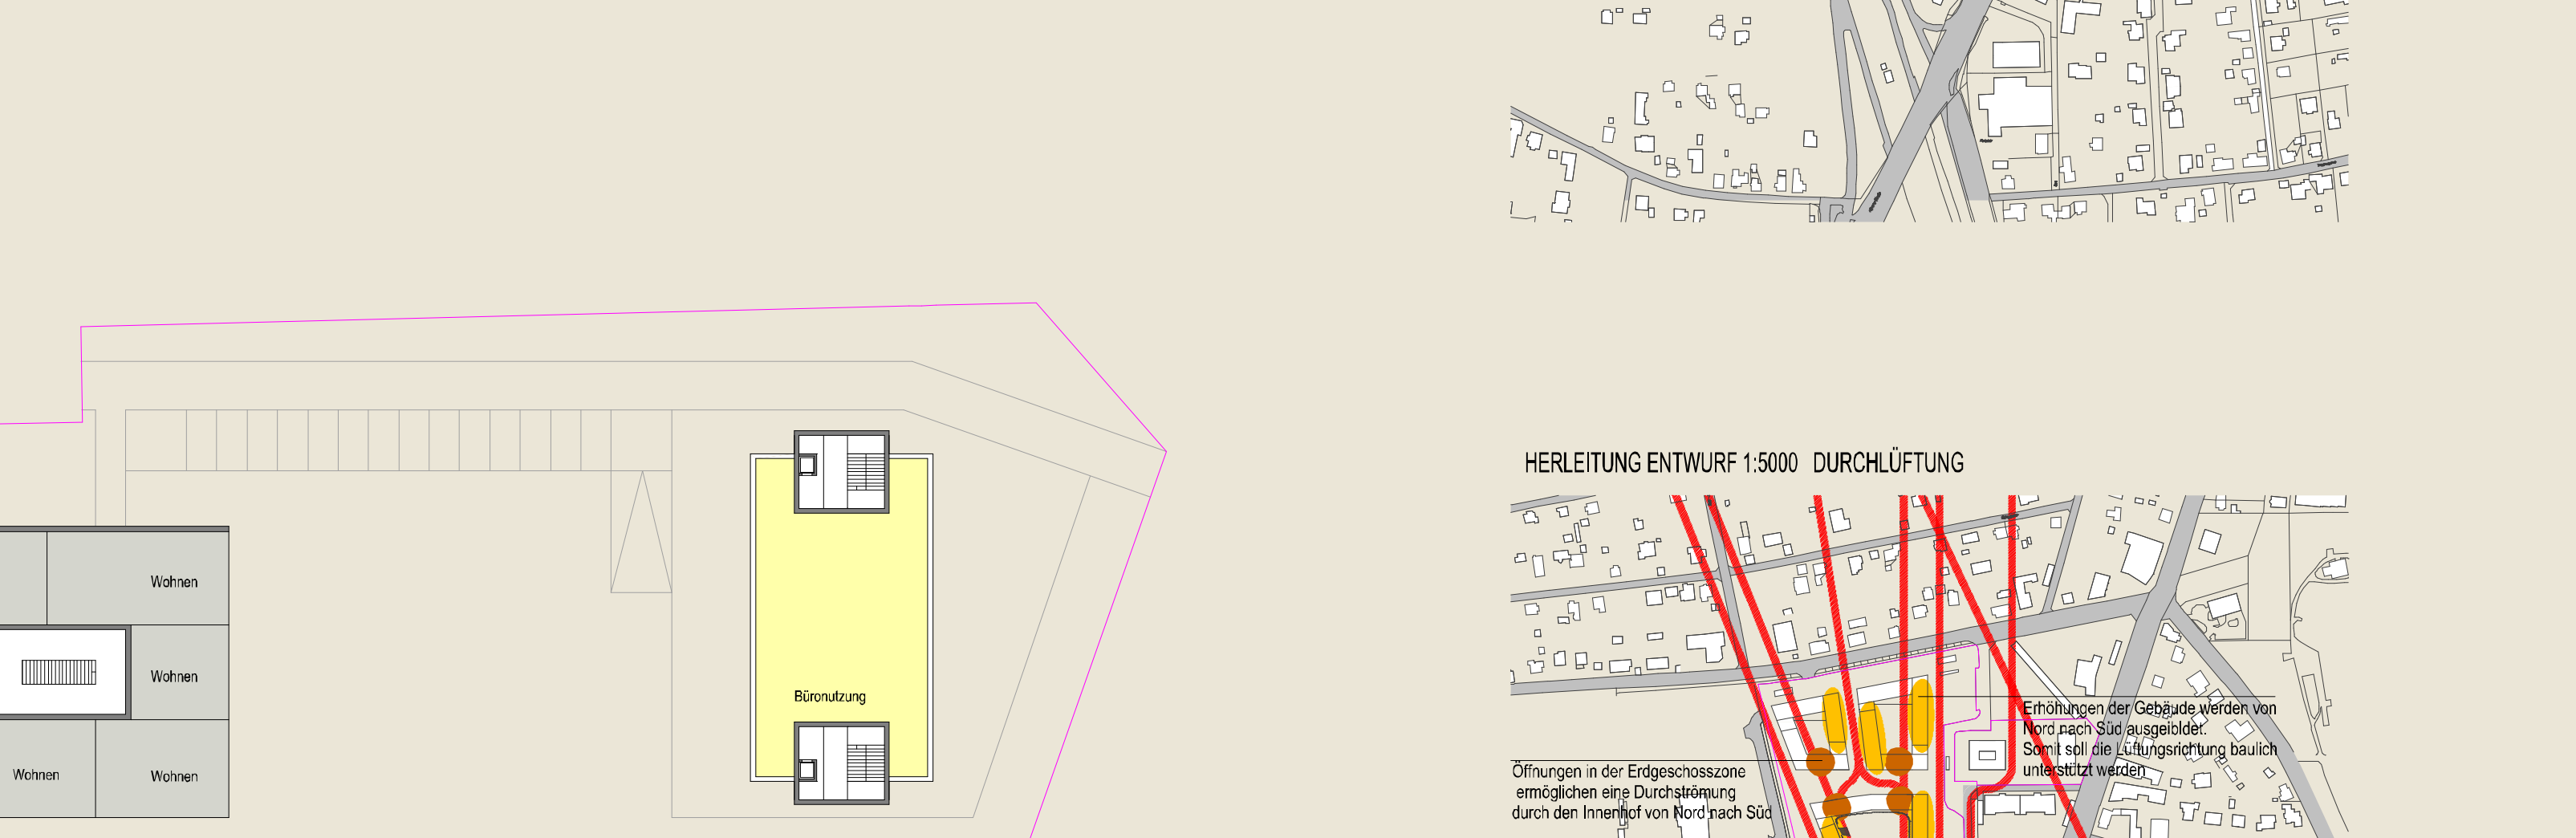 Wohnen
Wohnen
Wohnen
Wohnen
Büronutzung
HERLEITUNG ENTWURF 1:5000 DURCHLÜFTUNG
Erhöhungen der Gebäude werden von
Nord nach Süd ausgeibldet.
Somit soll die Lüftungsrichtung baulich
unterstützt werden
Öffnungen in der Erdgeschosszone
ermöglichen eine Durchströmung
durch den Innenhof von Nord nach Süd